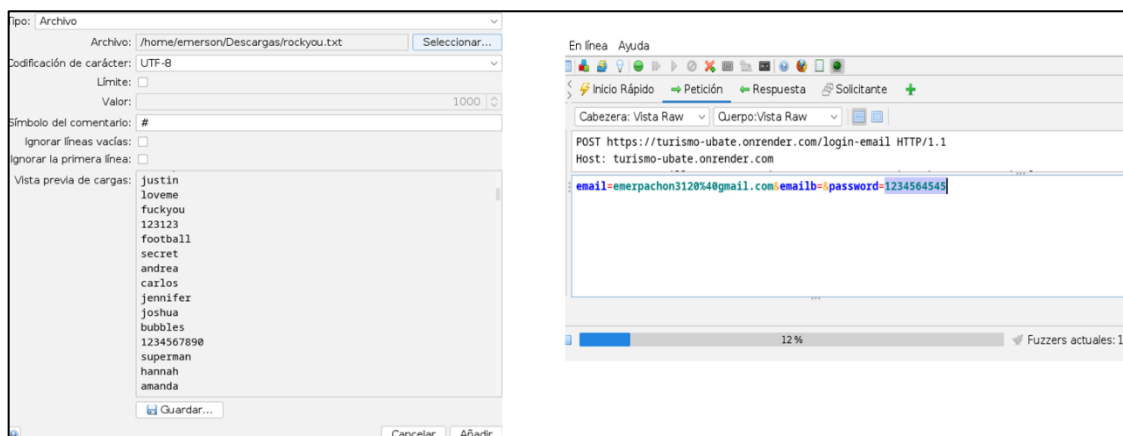 Tipo: Archivo
Archivo: /home/emerson/Descargas/rockyou.txt Seleccionar...
Codificación de carácter: UTF-8
Límite:
Valor: 1000
Símbolo del comentario: #
Ignorar líneas vacías:
Ignorar la primera línea:
Vista previa de cargas: justin
loveme
fuckyou
123123
football
secret
andrea
carlos
jennifer
joshua
bubbles
1234567890
superman
hannah
amanda
Guardar...
Cancelar Añadir
En línea Ayuda
Inicio Rápido Petición Respuesta Solicitante
Cabezera: Vista Raw Cuerpo:Vista Raw
POST https://turismo-ubate.onrender.com/login-email HTTP/1.1
Host: turismo-ubate.onrender.com
email=emerpachon3120%40gmail.com&emailb=&password=1234564545
12 %
Fuzzers actuales: 1